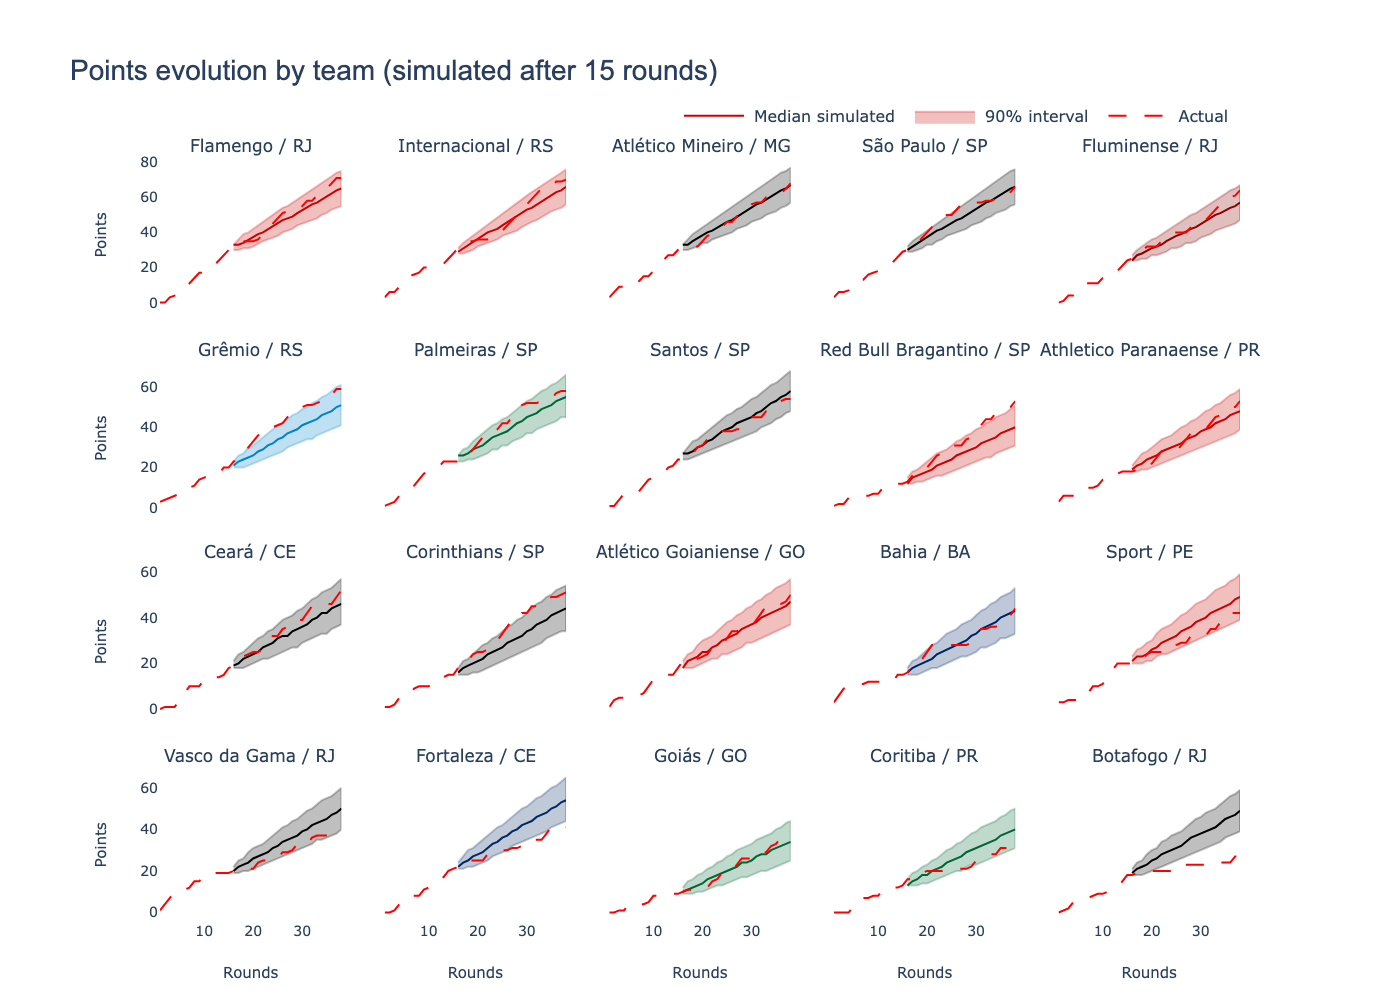 Points evolution by team (simulated after 15 rounds)
Median simulated 90% interval Actual
Flamengo / RJ Internacional / RS Atlético Mineiro / MG São Paulo / SP Fluminense / RJ
80
60
40
20
0
Points
Grêmio / RS Palmeiras / SP Santos / SP Red Bull Bragantino / SP Athletico Paranaense / PR
60
40
20
0
Points
Ceará / CE Corinthians / SP Atlético Goianiense / GO Bahia / BA Sport / PE
60
40
20
0
Points
Vasco da Gama / RJ Fortaleza / CE Goiás / GO Coritiba / PR Botafogo / RJ
60
40
20
0
Points
10 20 30 10 20 30 10 20 30 10 20 30 10 20 30
Rounds Rounds Rounds Rounds Rounds